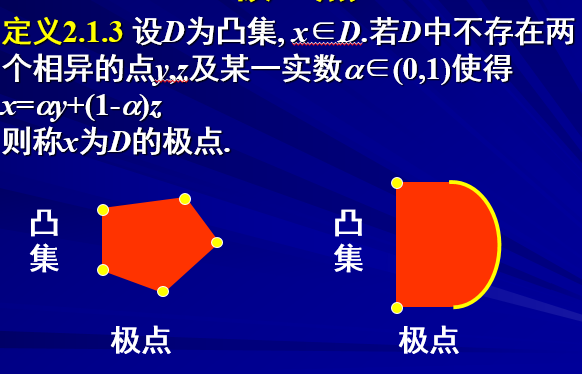 定义2.1.3 设D为凸集, x∈D.若D中不存在两
个相异的点y,z及某一实数α∈(0,1)使得
x=αy+(1-α)z
则称x为D的极点.
凸
集
凸
集
极点
极点